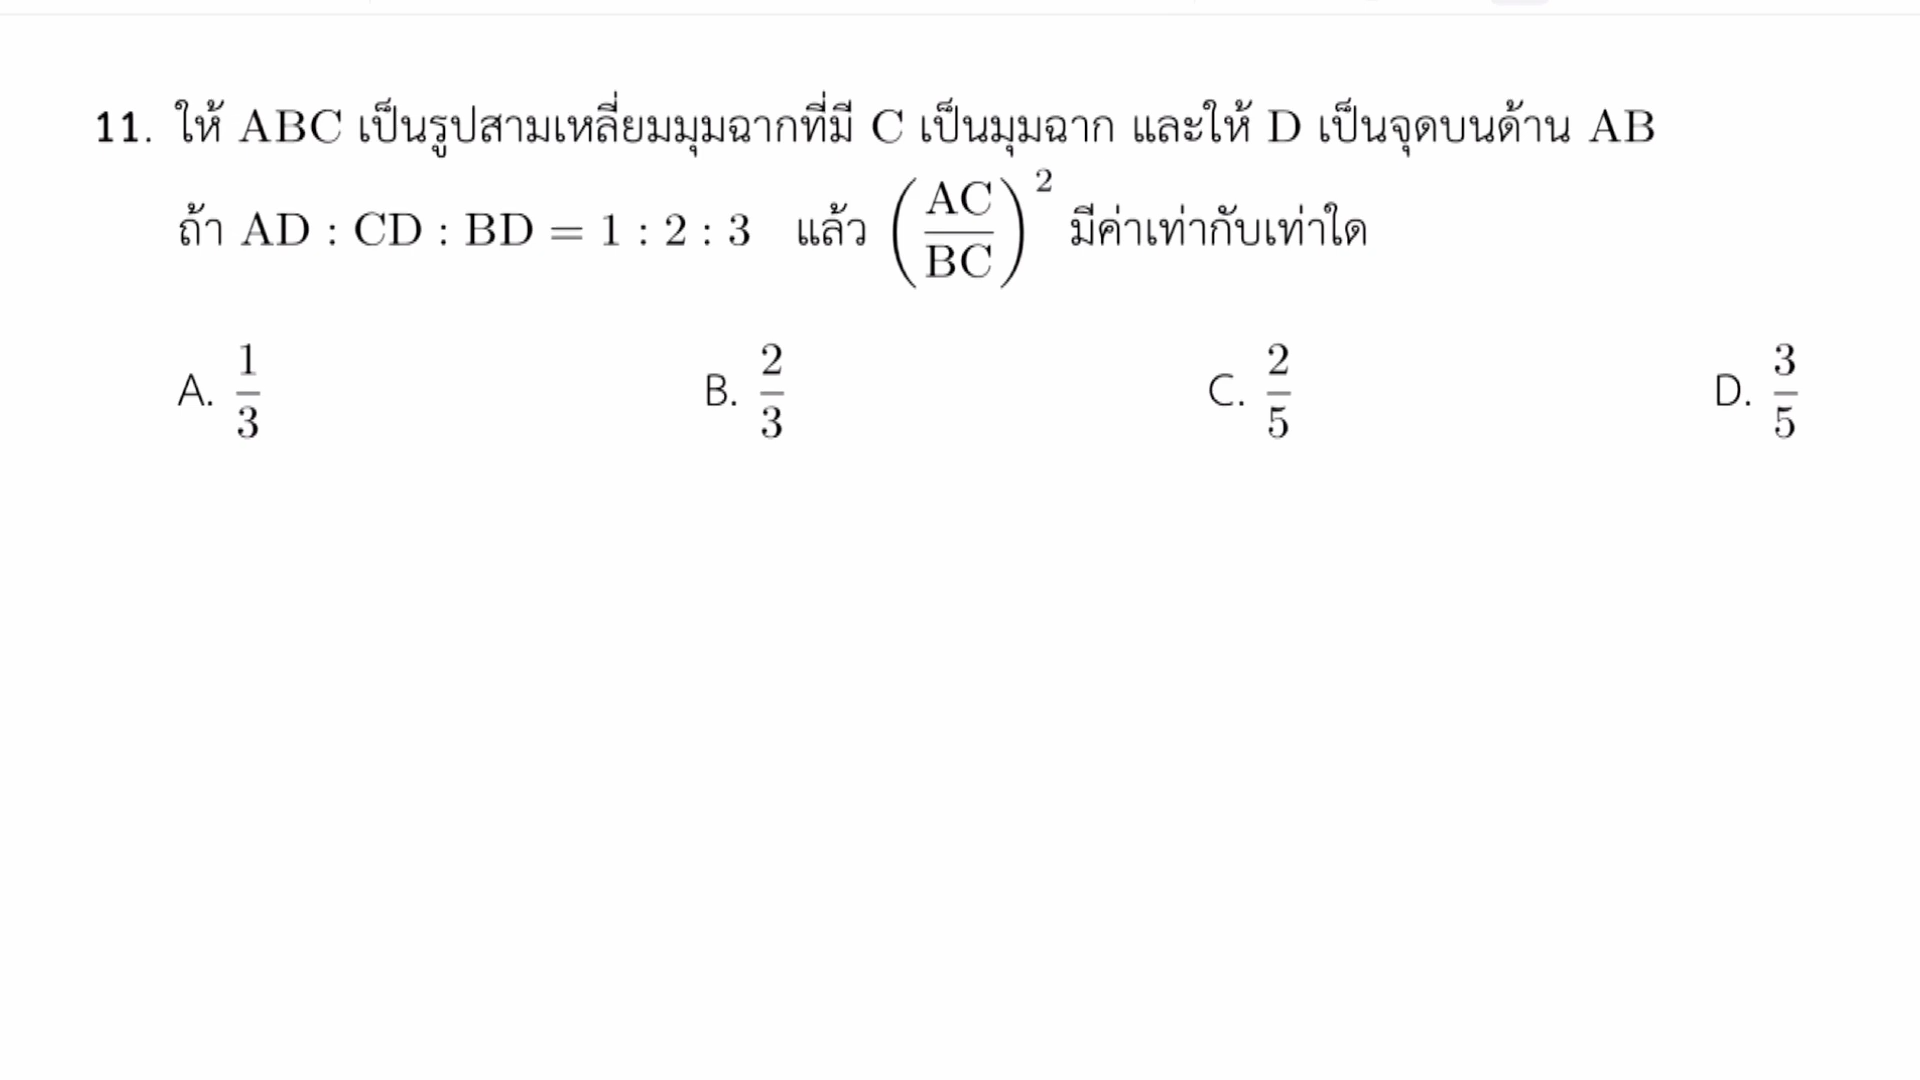 11. ให้ ABC เป็นรูปสามเหลี่ยมมุมฉากที่มี C เป็นมุมฉาก และให้ D เป็นจุดบนด้าน AB
ถ้า AD : CD : BD = 1 : 2 : 3 แล้ว (AC/BC)² มีค่าเท่ากับเท่าใด
A. 1/3 B. 2/3 C. 2/5 D. 3/5